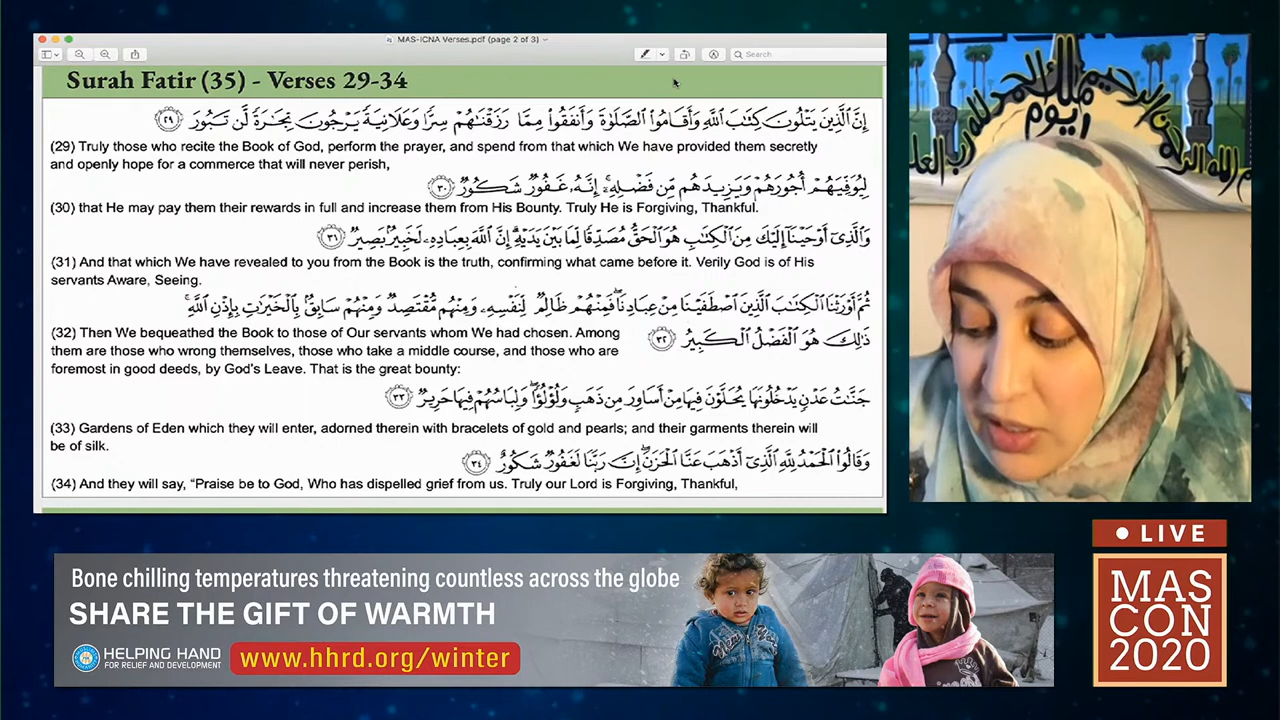 MAS-ICNA Verses.pdf (page 2 of 3)
Search
Surah Fatir (35) - Verses 29-34
إِنَّ ٱلَّذِينَ يَتْلُونَ كِتَٰبَ ٱللَّهِ وَأَقَامُوا۟ ٱلصَّلَوٰةَ وَأَنفَقُوا۟ مِمَّا رَزَقْنَٰهُمْ سِرًّا وَعَلَانِيَةً يَرْجُونَ تِجَٰرَةً لَّن تَبُورَ ٢٩
(29) Truly those who recite the Book of God, perform the prayer, and spend from that which We have provided them secretly
and openly hope for a commerce that will never perish,
لِيُوَفِّيَهُمْ أُجُورَهُمْ وَيَزِيدَهُم مِّن فَضْلِهِۦٓ ۚ إِنَّهُۥ غَفُورٌ شَكُورٌ ٣٠
(30) that He may pay them their rewards in full and increase them from His Bounty. Truly He is Forgiving, Thankful.
وَٱلَّذِىٓ أَوْحَيْنَآ إِلَيْكَ مِنَ ٱلْكِتَٰبِ هُوَ ٱلْحَقُّ مُصَدِّقًا لِّمَا بَيْنَ يَدَيْهِ ۗ إِنَّ ٱللَّهَ بِعِبَادِهِۦ لَخَبِيرٌۢ بَصِيرٌ ٣١
(31) And that which We have revealed to you from the Book is the truth, confirming what came before it. Verily God is of His
servants Aware, Seeing.
ثُمَّ أَوْرَثْنَا ٱلْكِتَٰبَ ٱلَّذِينَ ٱصْطَفَيْنَا مِنْ عِبَادِنَا ۖ فَمِنْهُمْ ظَالِمٌ لِّنَفْسِهِۦ وَمِنْهُم مُّقْتَصِدٌ وَمِنْهُمْ سَابِقٌۢ بِٱلْخَيْرَٰتِ بِإِذْنِ ٱللَّهِ ۚ
ذَٰلِكَ هُوَ ٱلْفَضْلُ ٱلْكَبِيرُ ٣٢
(32) Then We bequeathed the Book to those of Our servants whom We had chosen. Among
them are those who wrong themselves, those who take a middle course, and those who are
foremost in good deeds, by God's Leave. That is the great bounty:
جَنَّٰتُ عَدْنٍ يَدْخُلُونَهَا يُحَلَّوْنَ فِيهَا مِنْ أَسَاوِرَ مِن ذَهَبٍ وَلُؤْلُؤًا ۖ وَلِبَاسُهُمْ فِيهَا حَرِيرٌ ٣٣
(33) Gardens of Eden which they will enter, adorned therein with bracelets of gold and pearls; and their garments therein will
be of silk.
وَقَالُوا۟ ٱلْحَمْدُ لِلَّهِ ٱلَّذِىٓ أَذْهَبَ عَنَّا ٱلْحَزَنَ ۖ إِنَّ رَبَّنَا لَغَفُورٌ شَكُورٌ ٣٤
(34) And they will say, “Praise be to God, Who has dispelled grief from us. Truly our Lord is Forgiving, Thankful,
Bone chilling temperatures threatening countless across the globe
SHARE THE GIFT OF WARMTH
HELPING HAND
FOR RELIEF AND DEVELOPMENT
www.hhrd.org/winter
LIVE
MAS
CON
2020